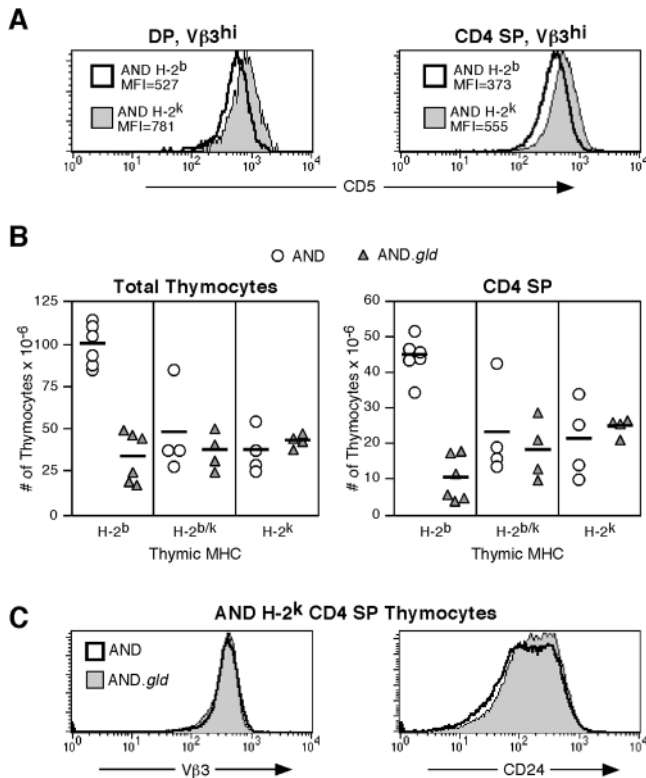 A
DP, Vβ3hi
CD4 SP, Vβ3hi
AND H-2b
MFI=527
AND H-2k
MFI=781
AND H-2b
MFI=373
AND H-2k
MFI=555
10^0 10^1 10^2 10^3 10^4
10^0 10^1 10^2 10^3 10^4
CD5
B
AND AND.gld
Total Thymocytes
CD4 SP
# of Thymocytes x 10^-6
125
100
75
50
25
0
H-2b H-2b/k H-2k
Thymic MHC
# of Thymocytes x 10^-6
60
50
40
30
20
10
0
H-2b H-2b/k H-2k
Thymic MHC
C
AND H-2k CD4 SP Thymocytes
AND
AND.gld
10^0 10^1 10^2 10^3 10^4
Vβ3
10^0 10^1 10^2 10^3 10^4
CD24